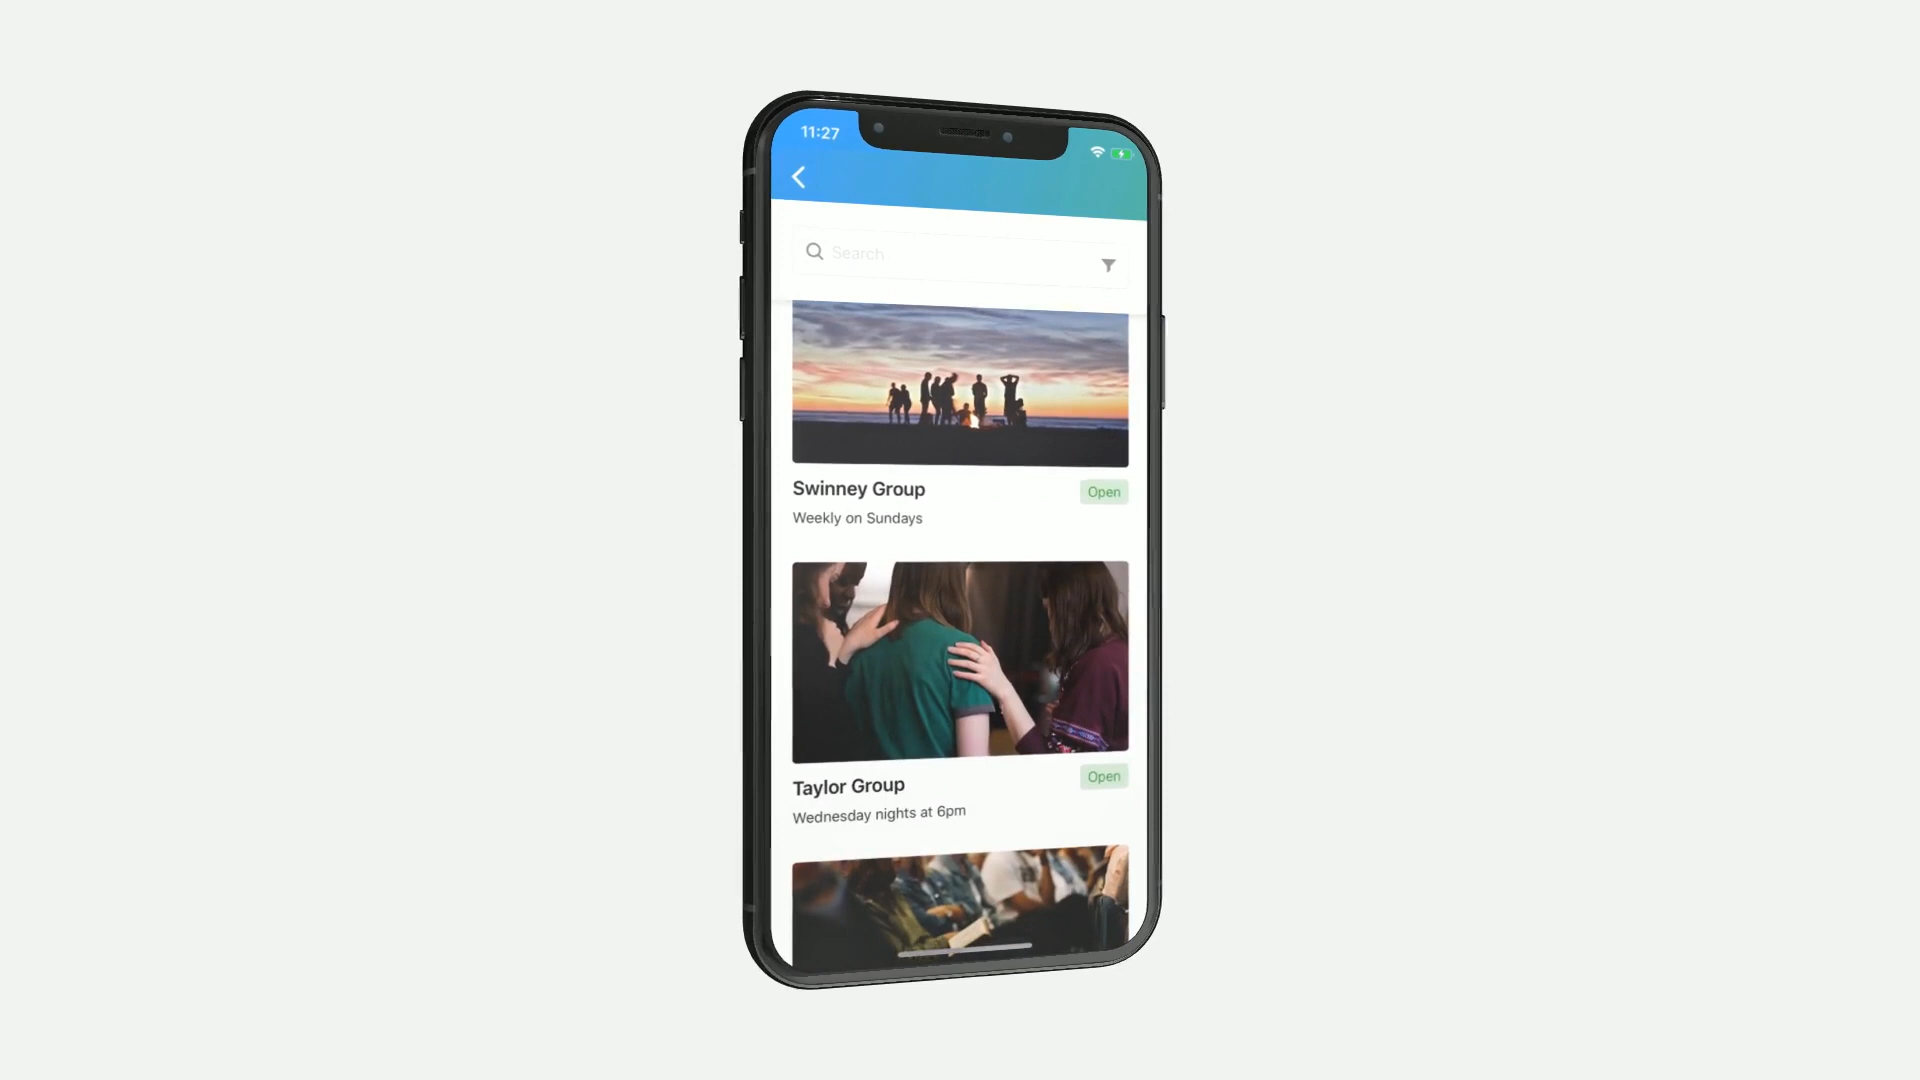 11:27
Search
Swinney Group
Open
Weekly on Sundays
Taylor Group
Open
Wednesday nights at 6pm